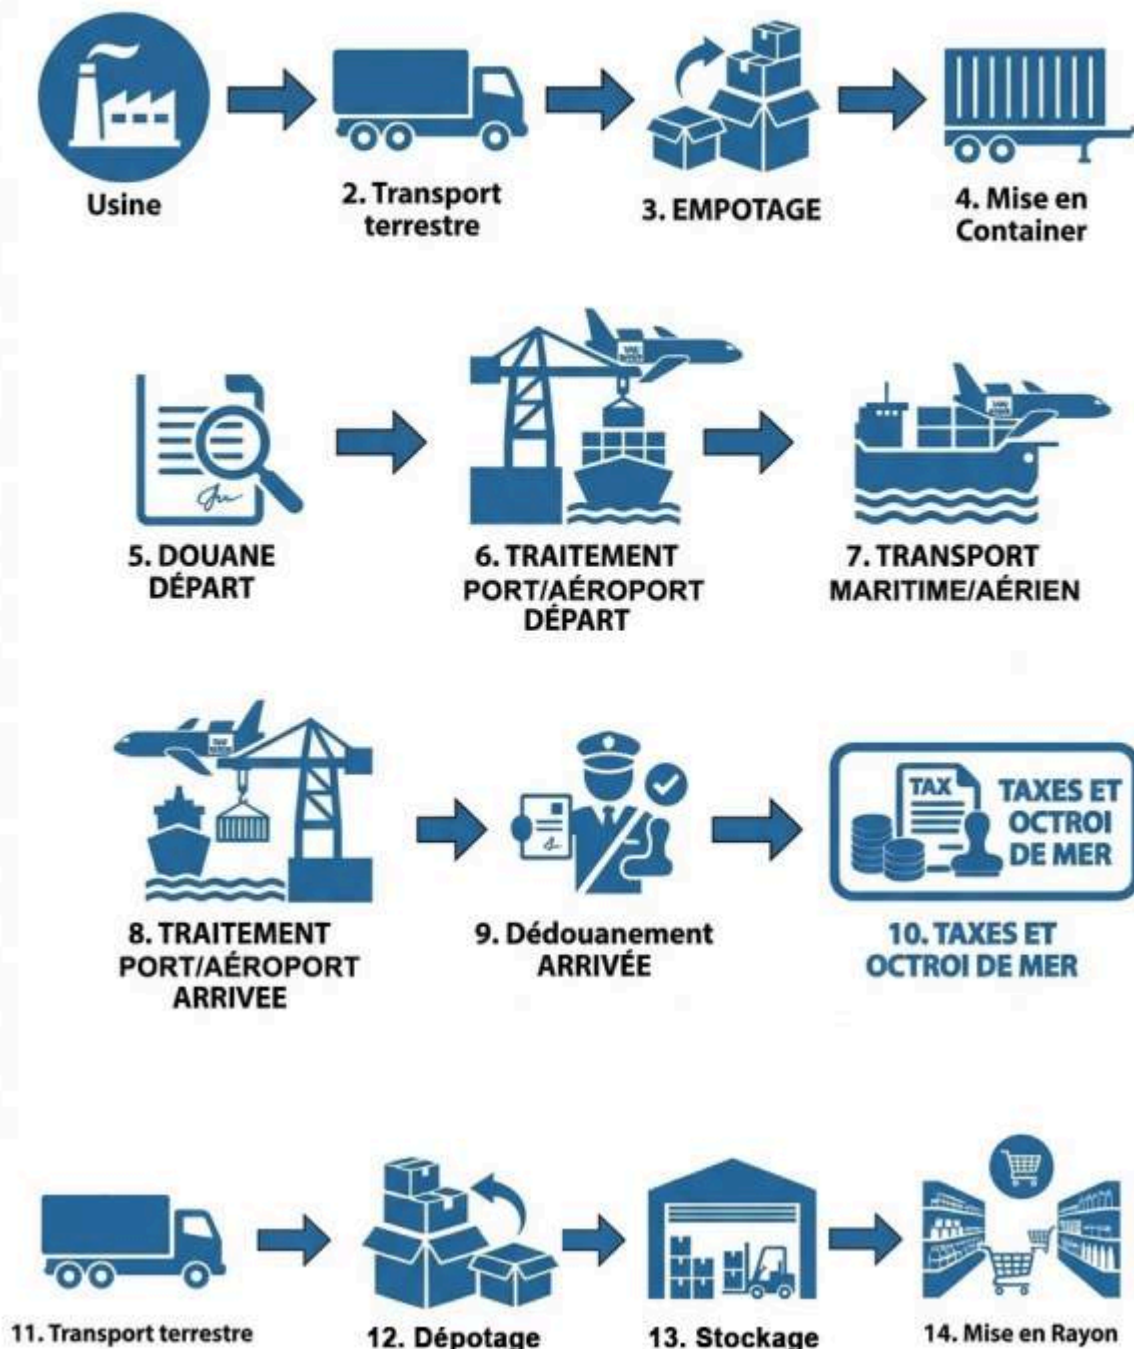 Usine
2. Transport
terrestre
3. EMPOTAGE
4. Mise en
Container
5. DOUANE
DÉPART
6. TRAITEMENT
PORT/AÉROPORT
DÉPART
7. TRANSPORT
MARITIME/AÉRIEN
8. TRAITEMENT
PORT/AÉROPORT
ARRIVEE
9. Dédouanement
ARRIVÉE
TAX
TAXES ET
OCTROI
DE MER
10. TAXES ET
OCTROI DE MER
11. Transport terrestre
12. Dépotage
13. Stockage
14. Mise en Rayon